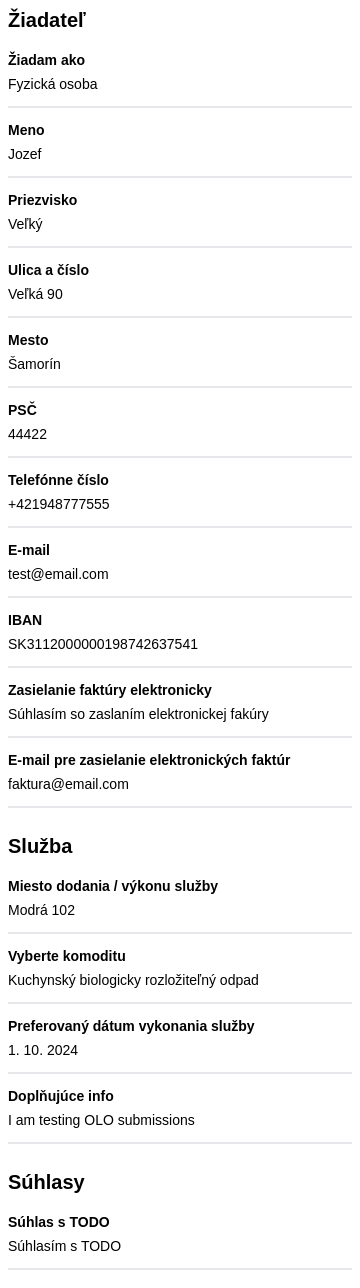 Žiadateľ
Žiadam ako
Fyzická osoba
Meno
Jozef
Priezvisko
Veľký
Ulica a číslo
Veľká 90
Mesto
Šamorín
PSČ
44422
Telefónne číslo
+421948777555
E-mail
test@email.com
IBAN
SK3112000000198742637541
Zasielanie faktúry elektronicky
Súhlasím so zaslaním elektronickej fakúry
E-mail pre zasielanie elektronických faktúr
faktura@email.com
Služba
Miesto dodania / výkonu služby
Modrá 102
Vyberte komoditu
Kuchynský biologicky rozložiteľný odpad
Preferovaný dátum vykonania služby
1. 10. 2024
Doplňujúce info
I am testing OLO submissions
Súhlasy
Súhlas s TODO
Súhlasím s TODO